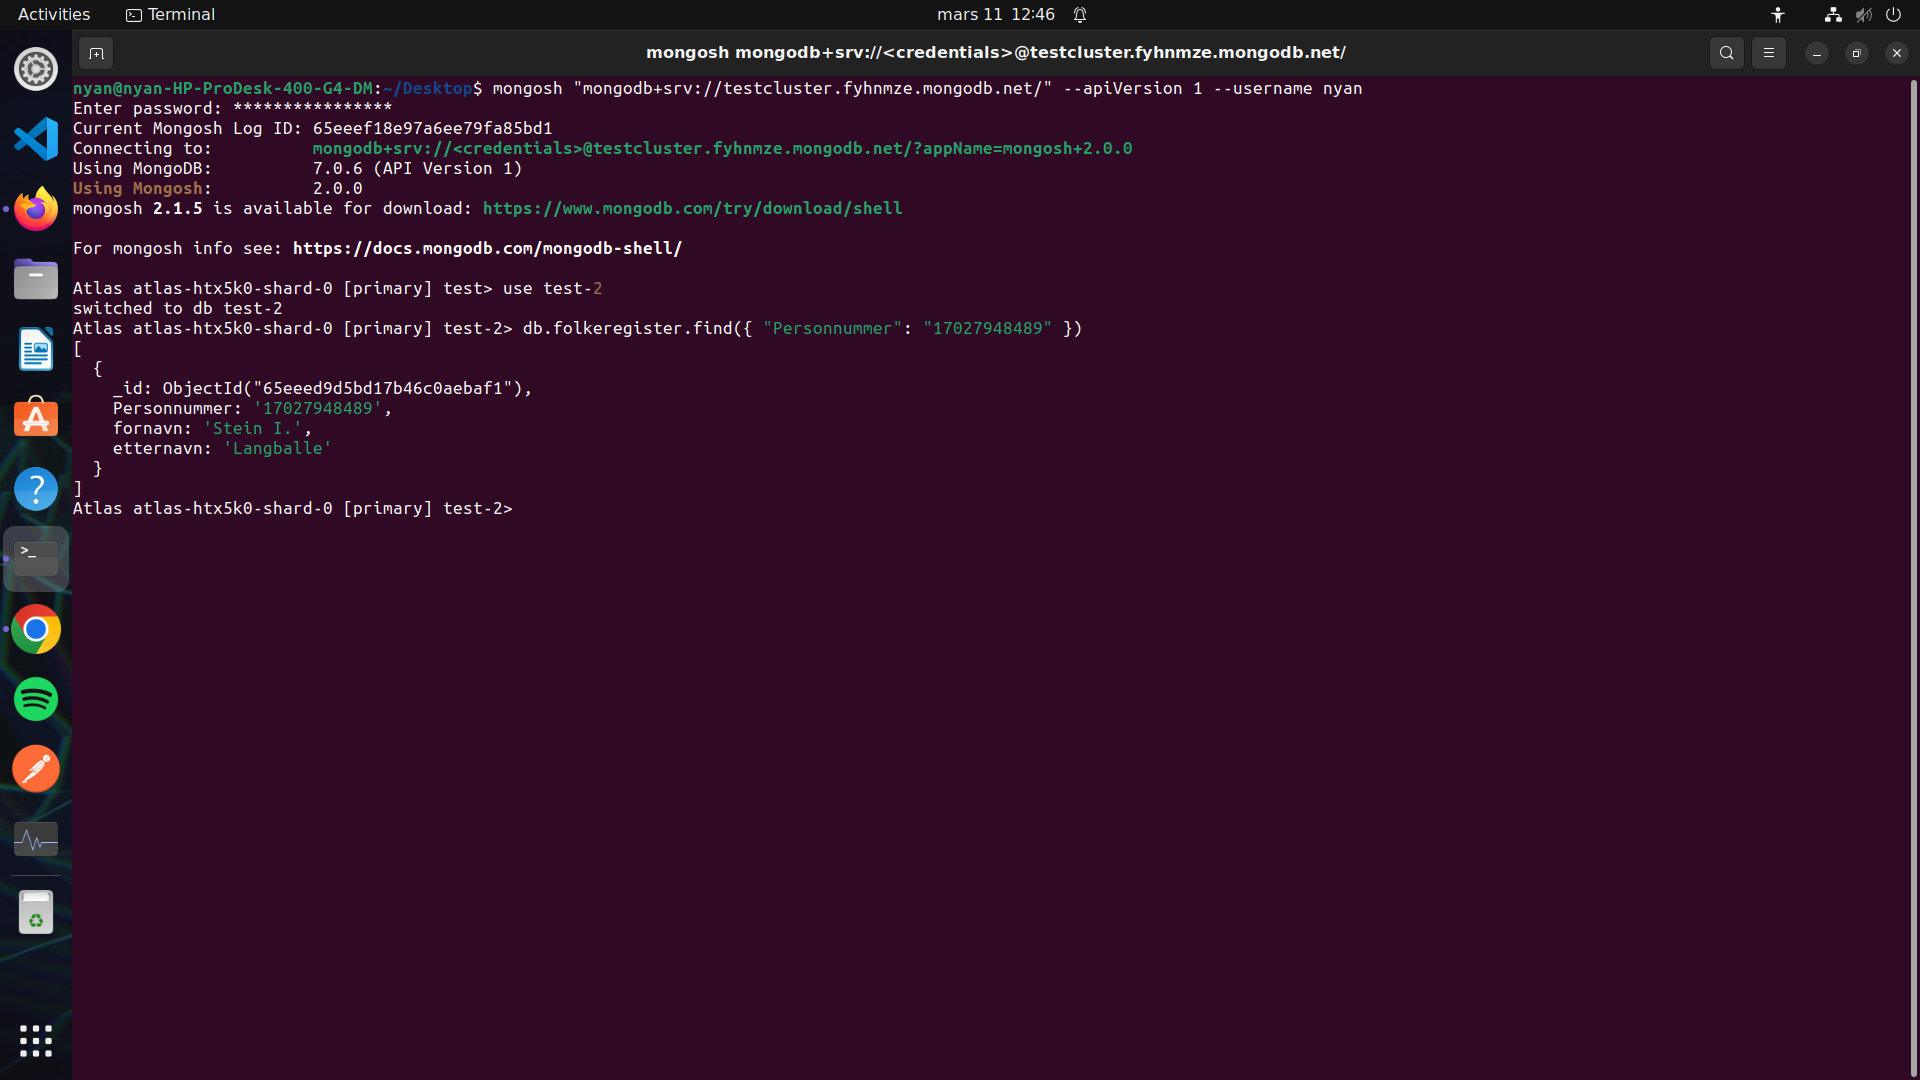 Activities
Terminal
mars 11 12:46
mongosh mongodb+srv://<credentials>@testcluster.fyhnmze.mongodb.net/
nyan@nyan-HP-ProDesk-400-G4-DM:~/Desktop$ mongosh "mongodb+srv://testcluster.fyhnmze.mongodb.net/" --apiVersion 1 --username nyan
Enter password: ****************
Current Mongosh Log ID: 65eeef18e97a6ee79fa85bd1
Connecting to:          mongodb+srv://<credentials>@testcluster.fyhnmze.mongodb.net/?appName=mongosh+2.0.0
Using MongoDB:          7.0.6 (API Version 1)
Using Mongosh:          2.0.0
mongosh 2.1.5 is available for download: https://www.mongodb.com/try/download/shell
For mongosh info see: https://docs.mongodb.com/mongodb-shell/
Atlas atlas-htx5k0-shard-0 [primary] test> use test-2
switched to db test-2
Atlas atlas-htx5k0-shard-0 [primary] test-2> db.folkeregister.find({ "Personnummer": "17027948489" })
[
  {
    _id: ObjectId("65eeed9d5bd17b46c0aebaf1"),
    Personnummer: '17027948489',
    fornavn: 'Stein I.',
    etternavn: 'Langballe'
  }
]
Atlas atlas-htx5k0-shard-0 [primary] test-2>